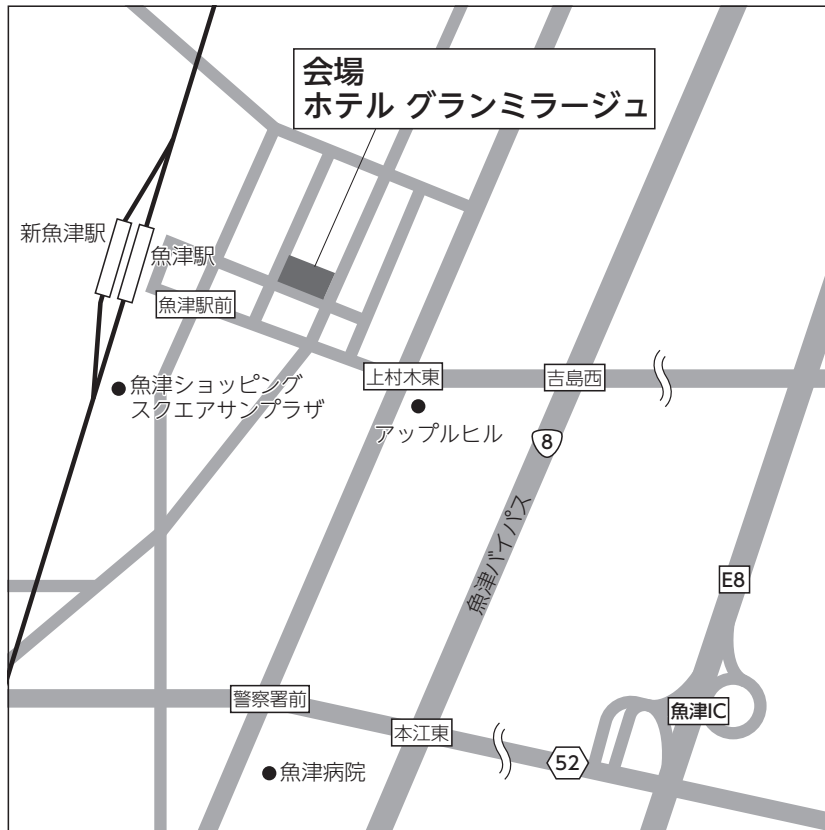 会場
ホテル グランミラージュ
新魚津駅
魚津駅
魚津駅前
魚津ショッピング
スクエアサンプラザ
上村木東
吉島西
アップルヒル
8
魚津バイパス
E8
警察署前
魚津IC
本江東
52
魚津病院